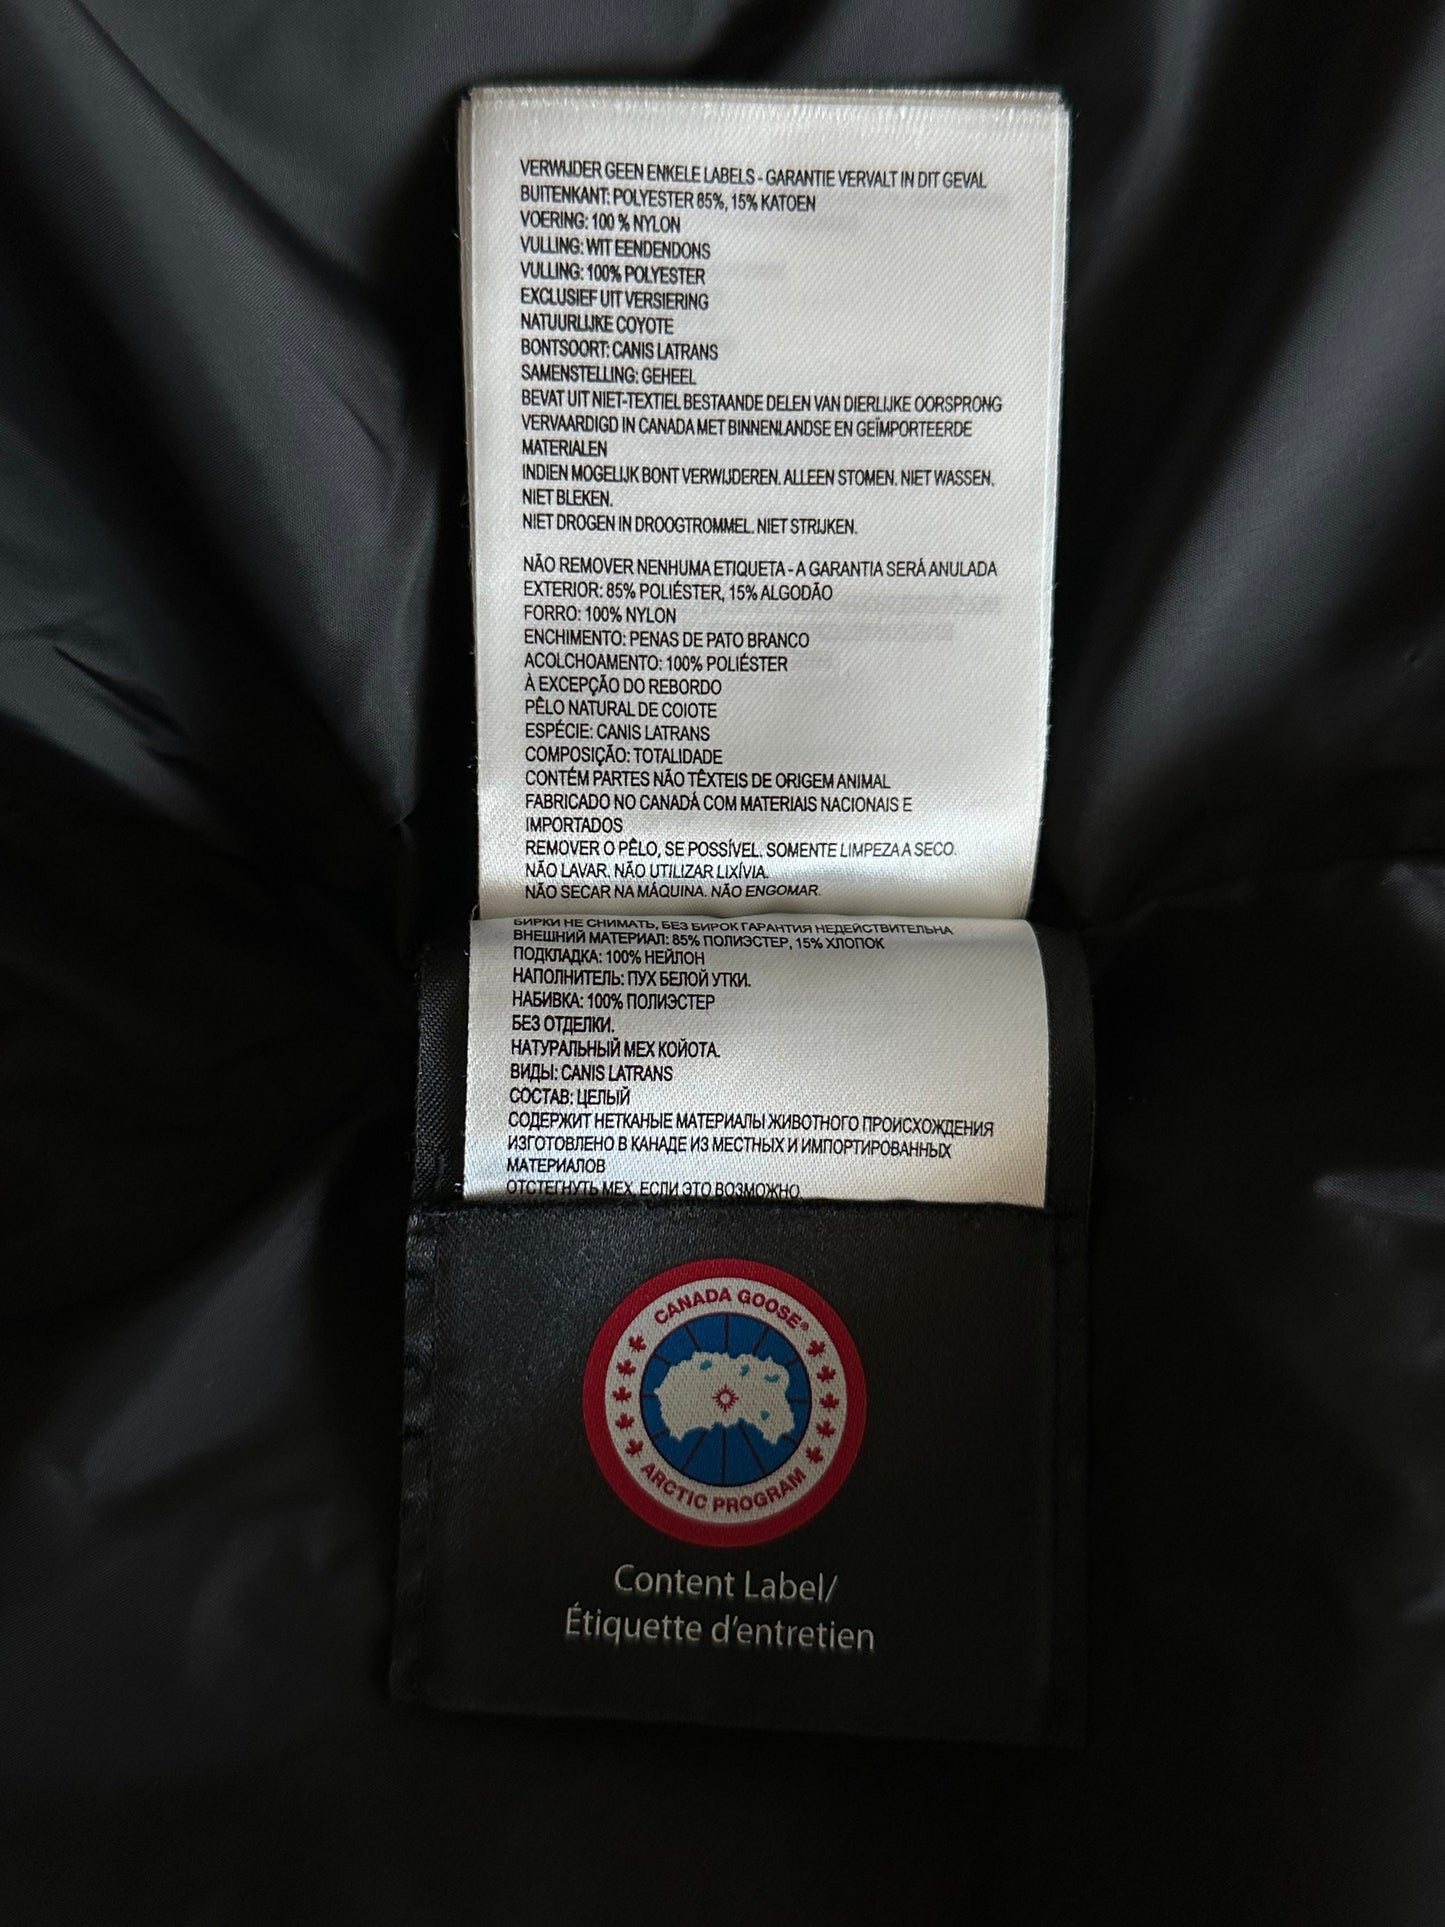 VERWIJDER GEEN ENKELE LABELS - GARANTIE VERVALT IN DIT GEVAL
BUITENKANT: POLYESTER 85%, 15% KATOEN
VOERING: 100 % NYLON
VULLING: WIT EENDENDONS
VULLING: 100% POLYESTER
EXCLUSIEF UIT VERSIERING
NATUURLIJKE COYOTE
BONTSOORT: CANIS LATRANS
SAMENSTELLING: GEHEEL
BEVAT UIT NIET-TEXTIEL BESTAANDE DELEN VAN DIERLIJKE OORSPRONG
VERVAARDIGD IN CANADA MET BINNENLANDSE EN GEÏMPORTEERDE
MATERIALEN
INDIEN MOGELIJK BONT VERWIJDEREN. ALLEEN STOMEN. NIET WASSEN.
NIET BLEKEN.
NIET DROGEN IN DROOGTROMMEL. NIET STRIJKEN.
NÃO REMOVER NENHUMA ETIQUETA - A GARANTIA SERÁ ANULADA
EXTERIOR: 85% POLIÉSTER, 15% ALGODÃO
FORRO: 100% NYLON
ENCHIMENTO: PENAS DE PATO BRANCO
ACOLCHOAMENTO: 100% POLIÉSTER
À EXCEPÇÃO DO REBORDO
PÊLO NATURAL DE COIOTE
ESPÉCIE: CANIS LATRANS
COMPOSIÇÃO: TOTALIDADE
CONTÉM PARTES NÃO TÊXTEIS DE ORIGEM ANIMAL
FABRICADO NO CANADÁ COM MATERIAIS NACIONAIS E
IMPORTADOS
REMOVER O PÊLO, SE POSSÍVEL. SOMENTE LIMPEZA A SECO.
NÃO LAVAR. NÃO UTILIZAR LIXÍVIA.
NÃO SECAR NA MÁQUINA. NÃO ENGOMAR.
БИРКИ НЕ СНИМАТЬ, БЕЗ БИРОК ГАРАНТИЯ НЕДЕЙСТВИТЕЛЬНА
ВНЕШНИЙ МАТЕРИАЛ: 85% ПОЛИЭСТЕР, 15% ХЛОПОК
ПОДКЛАДКА: 100% НЕЙЛОН
НАПОЛНИТЕЛЬ: ПУХ БЕЛОЙ УТКИ.
НАБИВКА: 100% ПОЛИЭСТЕР
БЕЗ ОТДЕЛКИ.
НАТУРАЛЬНЫЙ МЕХ КОЙОТА.
ВИДЫ: CANIS LATRANS
СОСТАВ: ЦЕЛЫЙ
СОДЕРЖИТ НЕТКАНЫЕ МАТЕРИАЛЫ ЖИВОТНОГО ПРОИСХОЖДЕНИЯ
ИЗГОТОВЛЕНО В КАНАДЕ ИЗ МЕСТНЫХ И ИМПОРТИРОВАННЫХ
МАТЕРИАЛОВ
ОТСТЕГНУТЬ МЕХ, ЕСЛИ ЭТО ВОЗМОЖНО.
CANADA GOOSE®
ARCTIC PROGRAM
Content Label/
Étiquette d'entretien